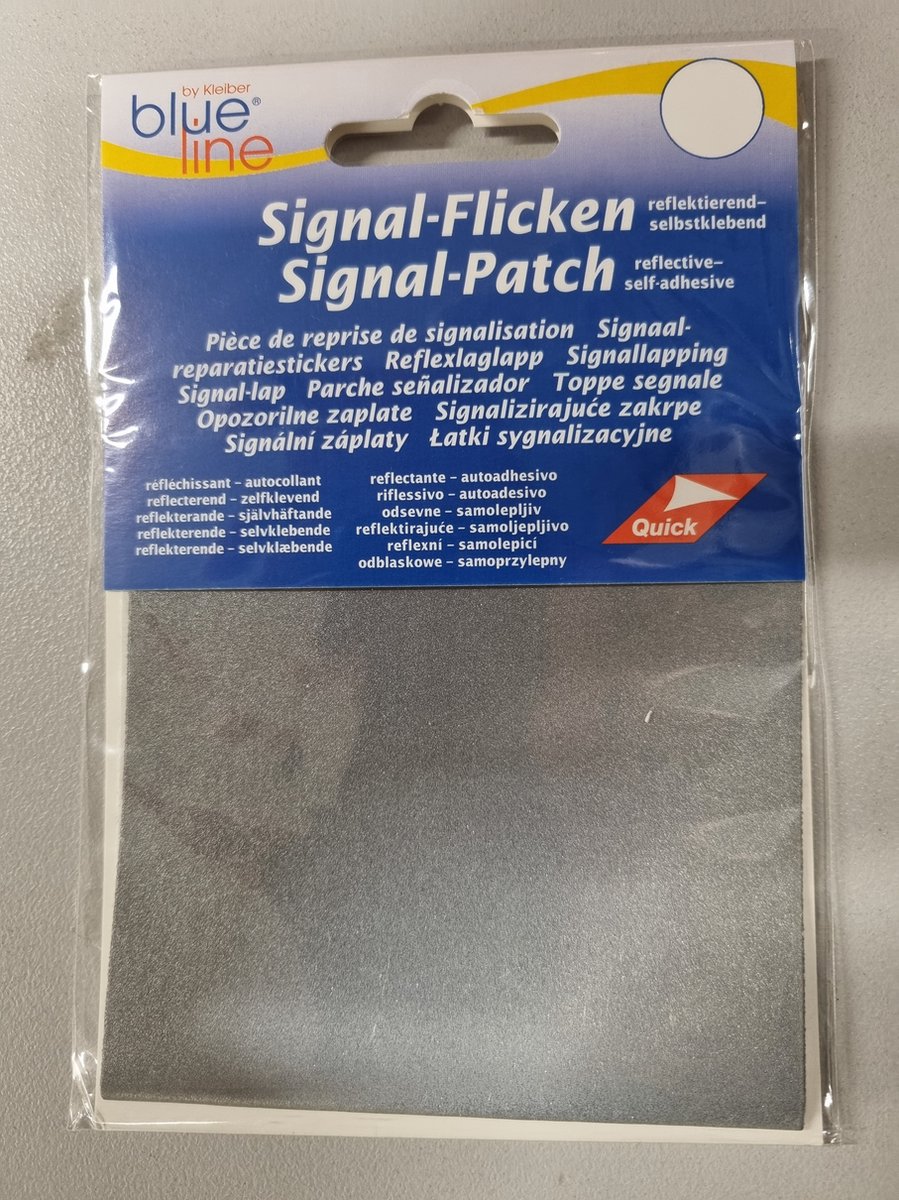 by Kleiber
blue®
line
Signal-Flicken reflektierend-
selbstklebend
Signal-Patch reflective-
self-adhesive
Pièce de reprise de signalisation Signaal-
reparatiestickers Reflexlaglapp Signallapping
Signal-lap Parche señalizador Toppe segnale
Opozorilne zaplate Signalizirajuće zakrpe
Signální záplaty Łatki sygnalizacyjne
réfléchissant - autocollant
reflecterend - zelfklevend
reflekterande - självhäftande
reflekterende - selvklebende
reflekterende - selvklæbende
reflectante - autoadhesivo
riflessivo - autoadesivo
odsevne - samolepljiv
reflektirajuće - samoljepljivo
reflexní - samolepicí
odblaskowe - samoprzylepny
Quick